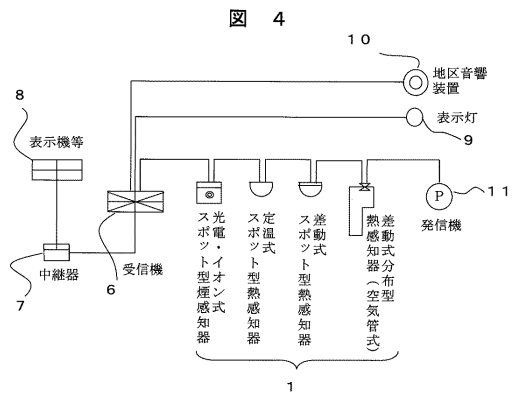 図 4
10
地区音響
装置
8
表示灯
9
表示機等
P
11
発信機
7
中継器
6
受信機
光電・イオン式
スポット型煙感知器
定温式
スポット型熱感知器
差動式
スポット型熱感知器
差動式分布型
熱感知器（空気管式）
1